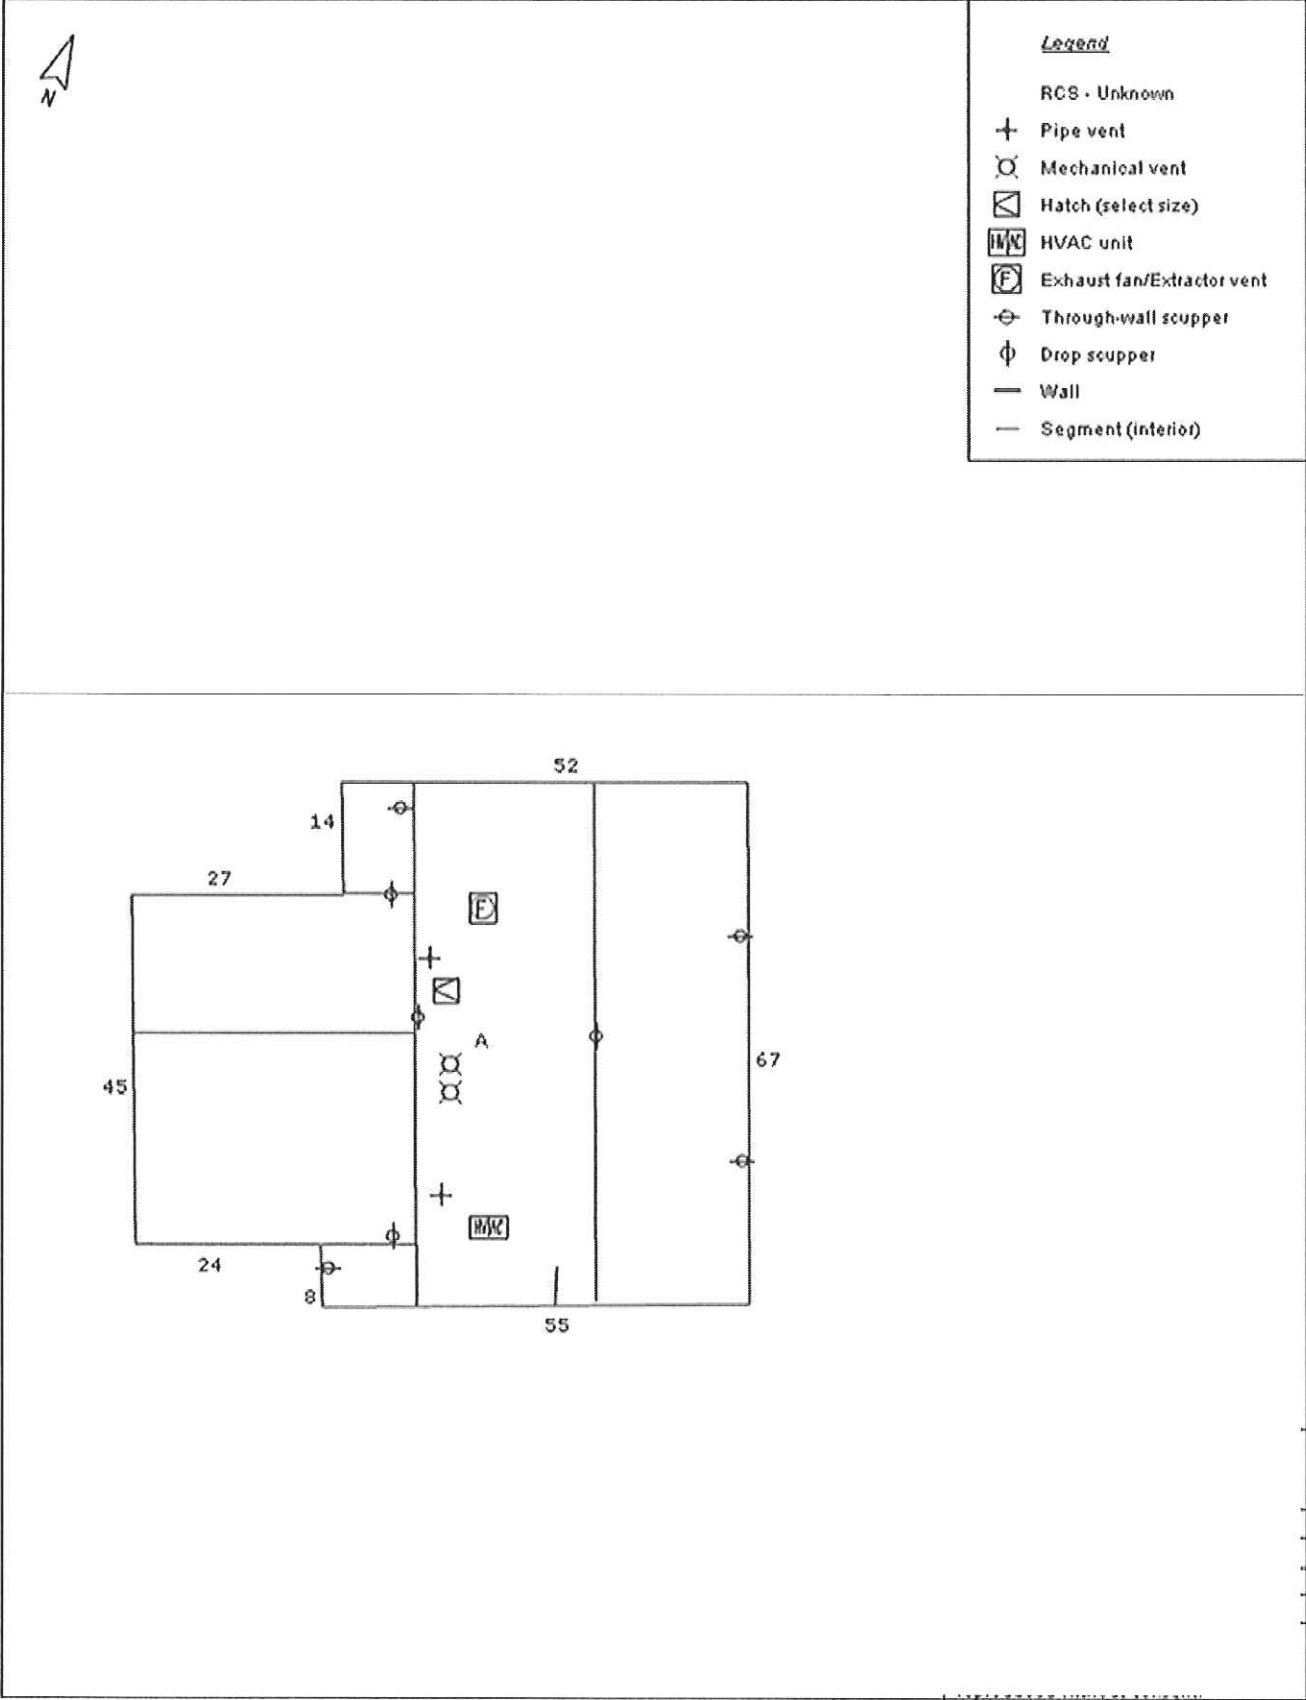 N
Legend
RCS - Unknown
Pipe vent
Mechanical vent
Hatch (select size)
HVAC HVAC unit
F Exhaust fan/Extractor vent
Through-wall scupper
Drop scupper
Wall
Segment (interior)
52
14
27
F
A
67
45
HVAC
24
8
55